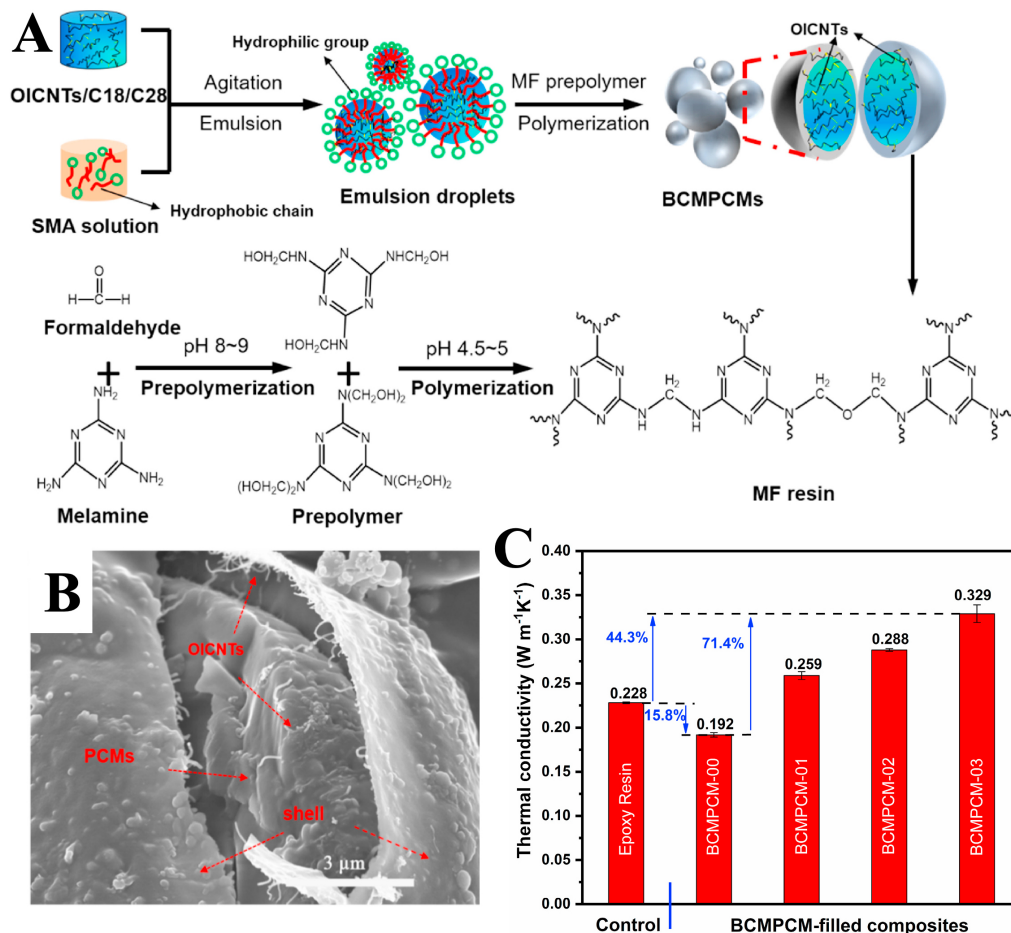 A
OICNTs/C18/C28
SMA solution
Hydrophobic chain
Hydrophilic group
Agitation
Emulsion
Emulsion droplets
MF prepolymer
Polymerization
BCMPCMs
OICNTs
O
H
C
H
Formaldehyde
+
NH₂
N
N
N
H₂N
NH₂
Melamine
pH 8~9
Prepolymerization
HOH₂CHN
N
NHCH₂OH
N
N
HOH₂CHN
+
N(CH₂OH)₂
N
N
(HOH₂C)₂N
N
N(CH₂OH)₂
Prepolymer
pH 4.5~5
Polymerization
N
N
N
N
N
N
N
N
N
N
N
N
N
N
H₂
C
H₂
C
H₂
C
N
NH
N
N
N
O
N
N
N
N
H
MF resin
B
OICNTs
PCMs
shell
3 μm
C
Thermal conductivity (W m⁻¹K⁻¹)
0.40
0.35
0.30
0.25
0.20
0.15
0.10
0.05
0.00
44.3%
71.4%
15.8%
0.228
0.192
0.259
0.288
0.329
Epoxy Resin
BCMPCM-00
BCMPCM-01
BCMPCM-02
BCMPCM-03
Control
BCMPCM-filled composites